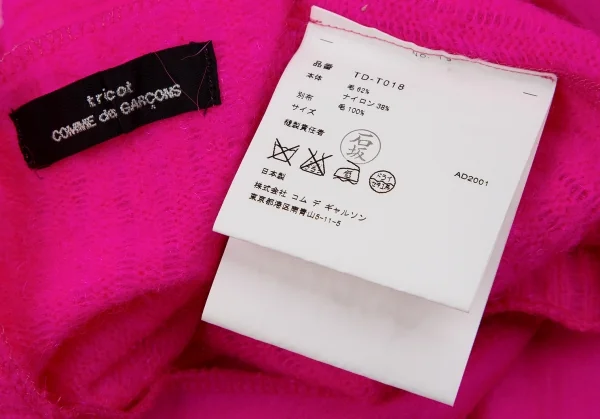 tricot
COMME des GARÇONS
品番 TD-T018
本体 毛 62%
ナイロン 38%
別布 毛 100%
サイズ
縫製責任者 石坂
日本製
AD2001
株式会社 コム デ ギャルソン
東京都港区南青山5-11-5